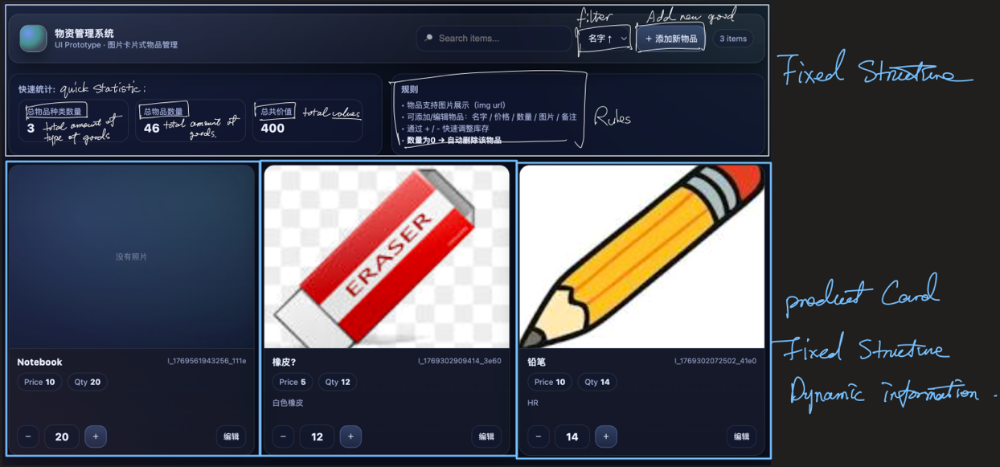 filter Add new good
物资管理系统
UI Prototype · 图片卡片式物品管理
Search items...
名字 ↑
+ 添加新物品
3 items
Fixed Structure
快速统计: quick Statistic :
总物品种类数量
3 total amount of type of goods
总物品数量
46 total amount of goods.
总共价值 total values
400
规则
• 物品支持图片展示（img url）
• 可添加/编辑物品：名字 / 价格 / 数量 / 图片 / 备注
• 通过 + / - 快速调整库存
• 数量为0 → 自动删除该物品
Rules
没有照片
ERASER
product Card
Fixed Structure
Dynamic information .
Notebook I_1769561943256_111e
Price 10 Qty 20
− 20 + 编辑
橡皮? I_1769302909414_3e60
Price 5 Qty 12
白色橡皮
− 12 + 编辑
铅笔 I_1769302072502_41e0
Price 10 Qty 14
HR
− 14 + 编辑